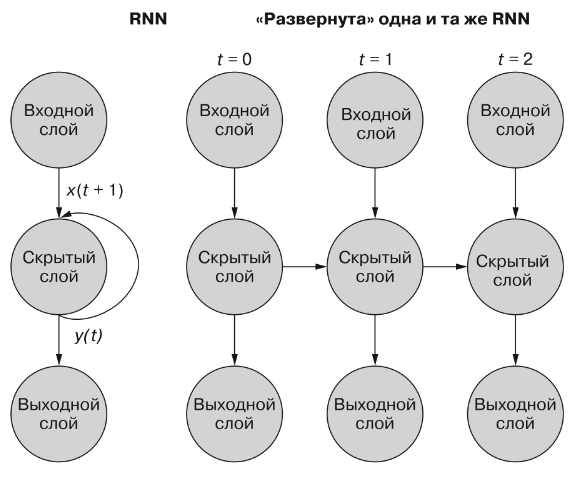 RNN
«Развернута» одна и та же RNN
t = 0
t = 1
t = 2
Входной
слой
Входной
слой
Входной
слой
Входной
слой
x(t + 1)
Скрытый
слой
Скрытый
слой
Скрытый
слой
Скрытый
слой
y(t)
Выходной
слой
Выходной
слой
Выходной
слой
Выходной
слой